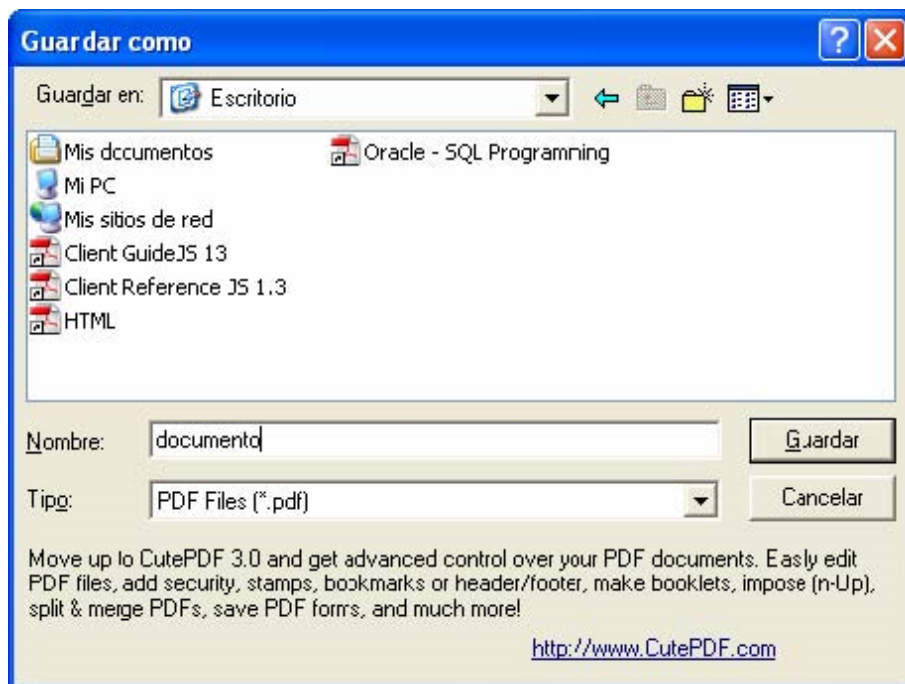 Guardar como
Guardar en: Escritorio
Mis documentos
Mi PC
Mis sitios de red
Client GuideJS 13
Client Reference JS 1.3
HTML
Oracle - SQL Programning
Nombre: documento Guardar
Tipo: PDF Files (*.pdf) Cancelar
Move up to CutePDF 3.0 and get advanced control over your PDF documents. Easly edit
PDF files, add security, stamps, bookmarks or header/footer, make booklets, impose (n-Up),
split & merge PDFs, save PDF forms, and much more!
http://www.CutePDF.com